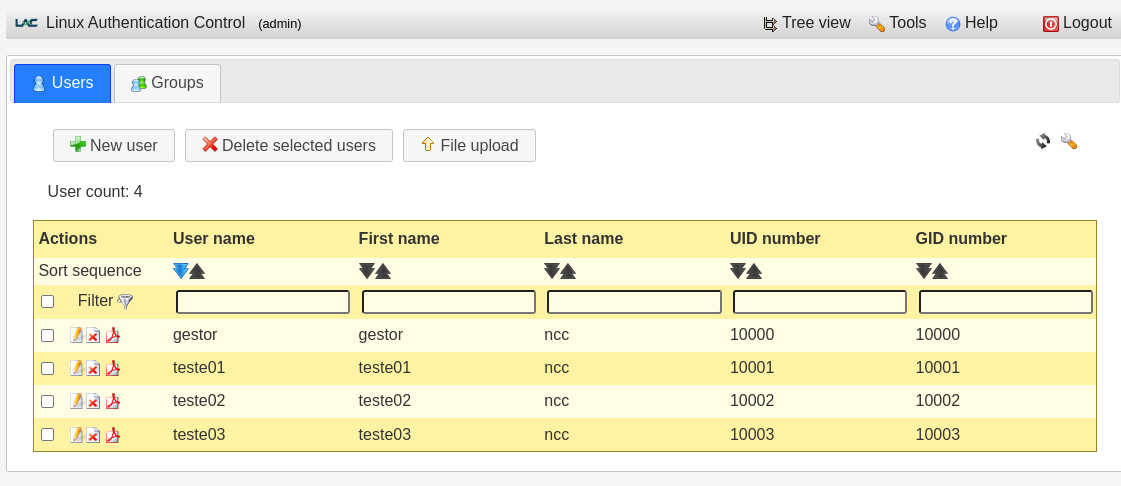 LAC Linux Authentication Control (admin) Tree view Tools Help Logout
Users Groups
New user Delete selected users File upload
User count: 4
Actions User name First name Last name UID number GID number
Sort sequence
Filter
gestor gestor ncc 10000 10000
teste01 teste01 ncc 10001 10001
teste02 teste02 ncc 10002 10002
teste03 teste03 ncc 10003 10003